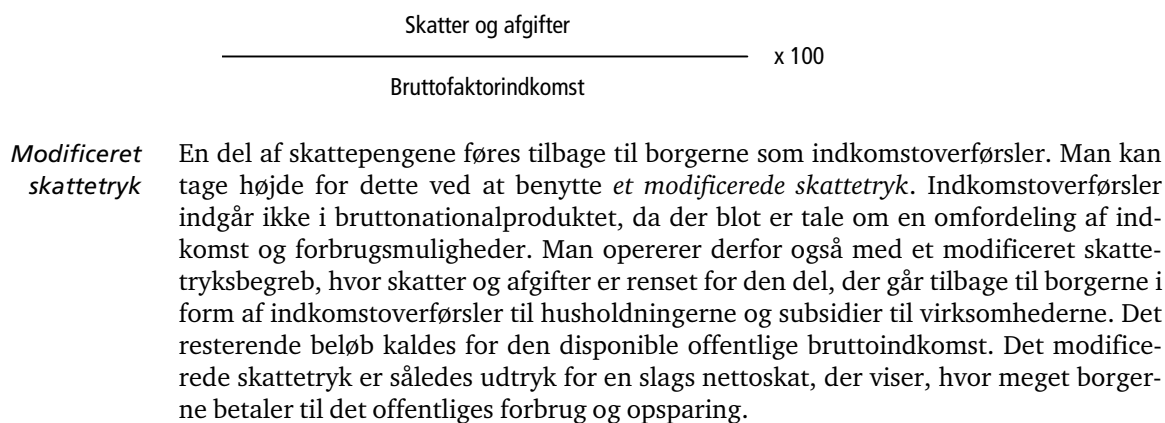 Skatter og afgifter
x 100
Bruttofaktorindkomst
Modificeret
skattetryk
En del af skattepengene føres tilbage til borgerne som indkomstoverførsler. Man kan
tage højde for dette ved at benytte et modificerede skattetryk. Indkomstoverførsler
indgår ikke i bruttonationalproduktet, da der blot er tale om en omfordeling af ind-
komst og forbrugsmuligheder. Man opererer derfor også med et modificeret skatte-
tryksbegreb, hvor skatter og afgifter er renset for den del, der går tilbage til borgerne i
form af indkomstoverførsler til husholdningerne og subsidier til virksomhederne. Det
resterende beløb kaldes for den disponible offentlige bruttoindkomst. Det modifice-
rede skattetryk er således udtryk for en slags nettoskat, der viser, hvor meget borger-
ne betaler til det offentliges forbrug og opsparing.